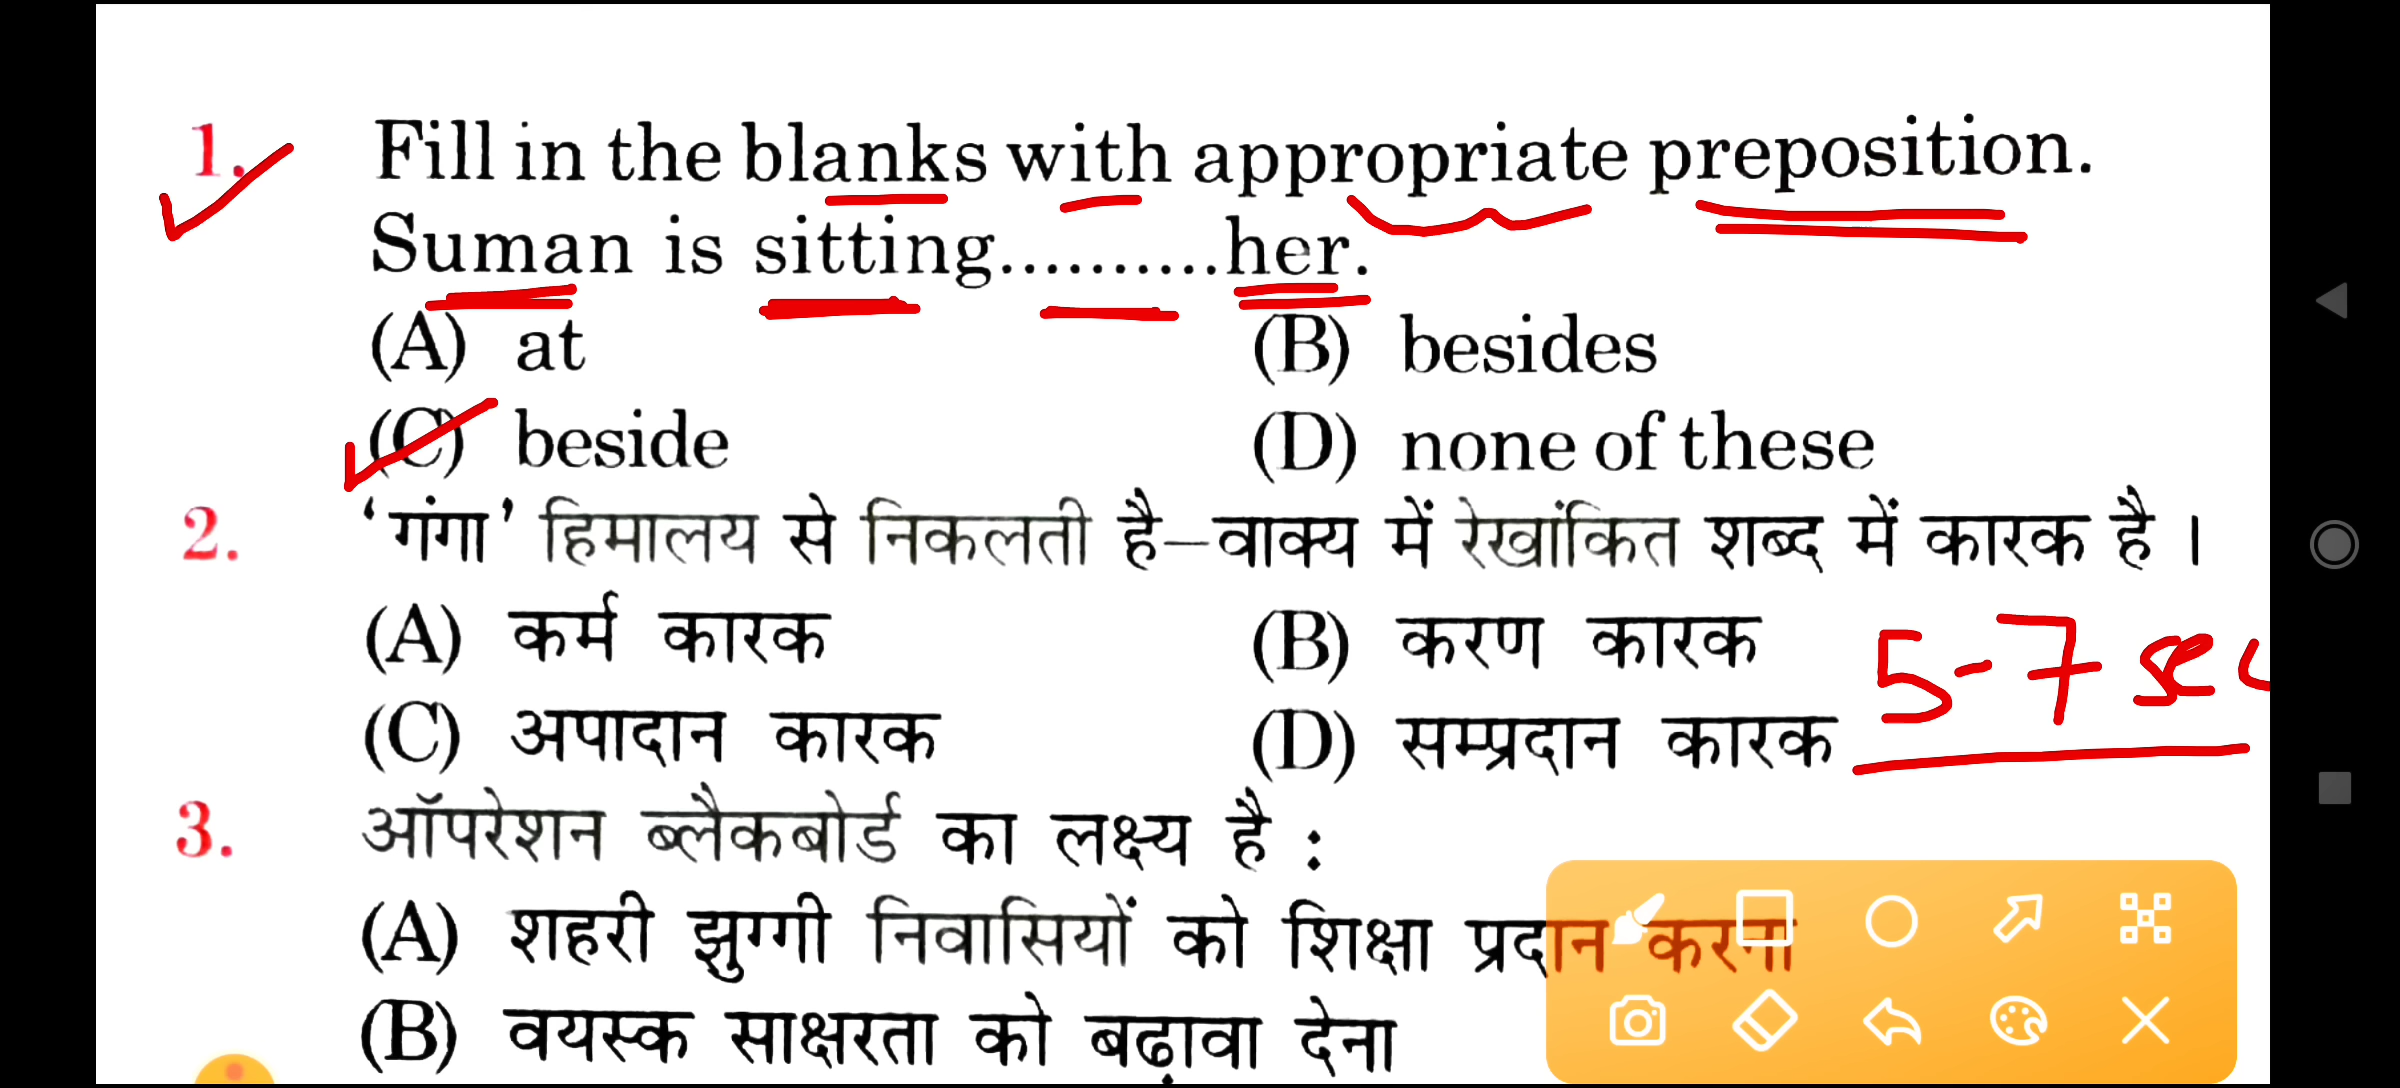 1. Fill in the blanks with appropriate preposition.
Suman is sitting..........her.
(A) at (B) besides
(C) beside (D) none of these
2. ‘गंगा’ हिमालय से निकलती है–वाक्य में रेखांकित शब्द में कारक है।
(A) कर्म कारक (B) करण कारक
(C) अपादान कारक (D) सम्प्रदान कारक
5-7 sec
3. ऑपरेशन ब्लैकबोर्ड का लक्ष्य है :
(A) शहरी झुग्गी निवासियों को शिक्षा प्रदान करना
(B) वयस्क साक्षरता को बढ़ावा देना